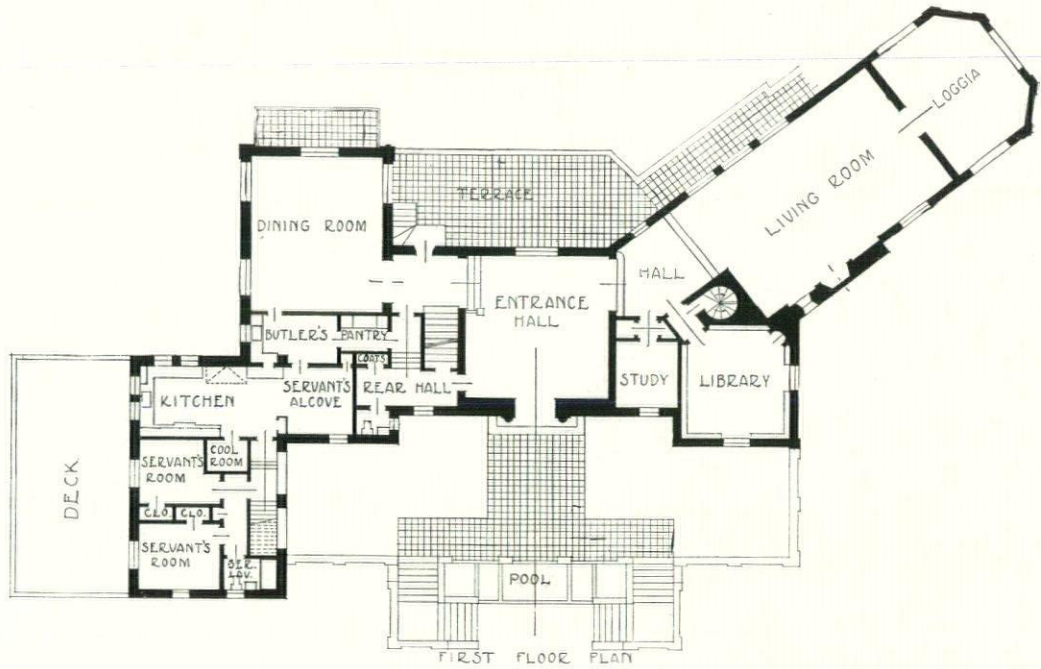 LOGGIA
LIVING ROOM
TERRACE
DINING ROOM
HALL
ENTRANCE
HALL
BUTLER'S
PANTRY
COATS
REAR HALL
STUDY
LIBRARY
KITCHEN
SERVANT'S
ALCOVE
COOL
ROOM
SERVANT'S
ROOM
DECK
CLO.
CLO.
SERVANT'S
ROOM
SER.
LAV.
POOL
FIRST FLOOR PLAN